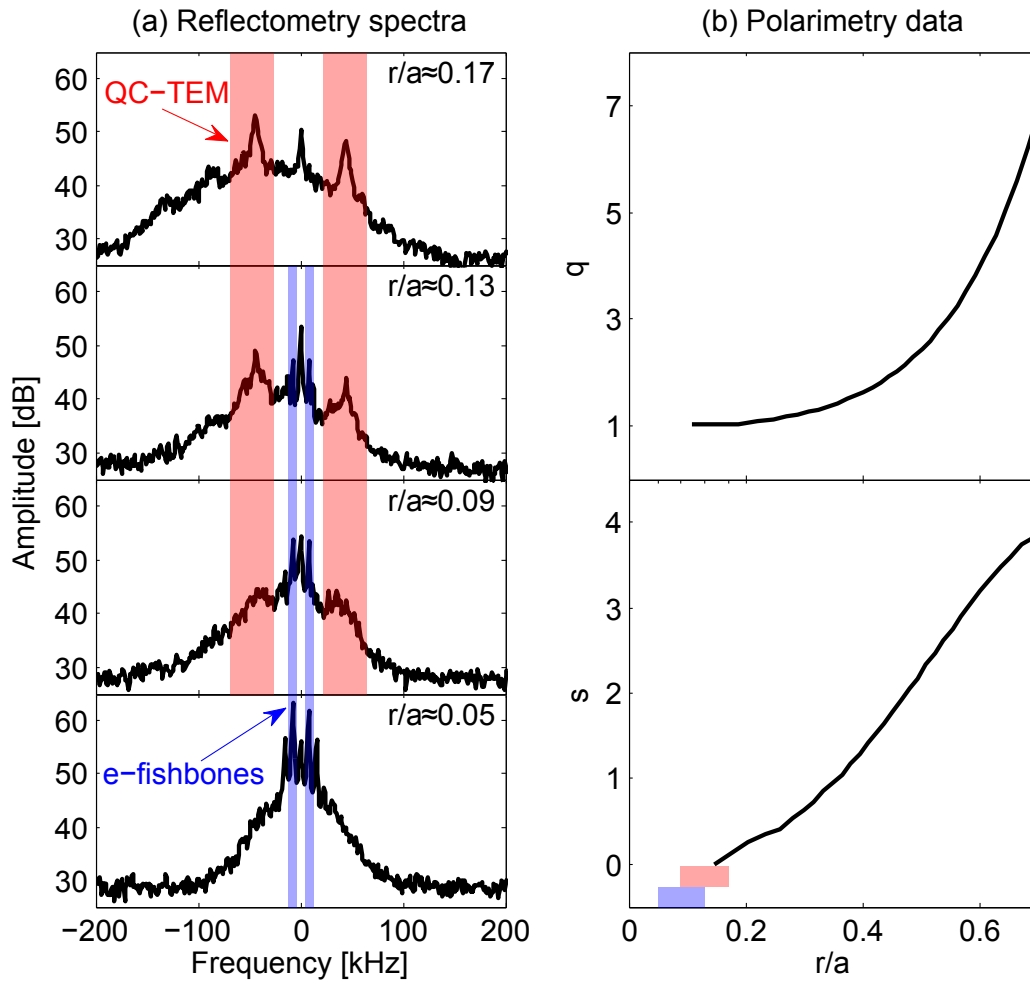 (a) Reflectometry spectra
(b) Polarimetry data
60
50
40
30
r/a≈0.17
QC−TEM
60
50
40
30
r/a≈0.13
60
50
40
30
r/a≈0.09
60
50
40
30
r/a≈0.05
e−fishbones
Amplitude [dB]
−200
−100
0
100
200
Frequency [kHz]
7
5
3
1
q
4
3
2
1
0
s
0
0.2
0.4
0.6
r/a